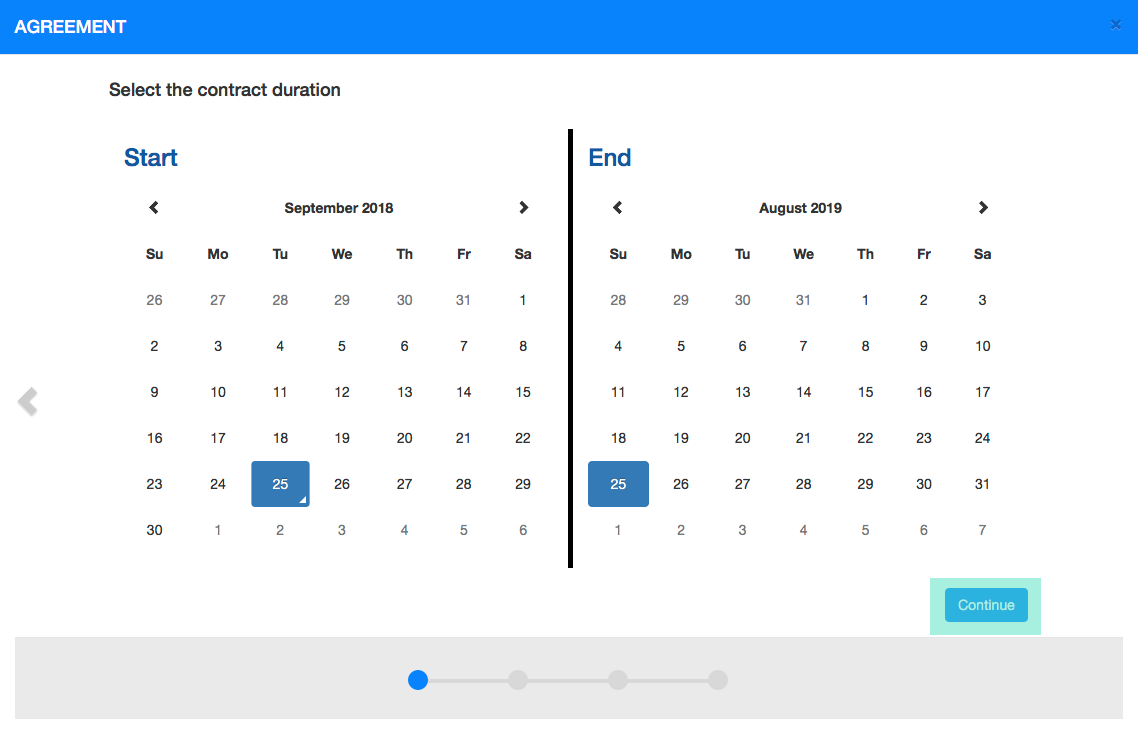 AGREEMENT ×
Select the contract duration
Start
September 2018
Su Mo Tu We Th Fr Sa
26 27 28 29 30 31 1
2 3 4 5 6 7 8
9 10 11 12 13 14 15
16 17 18 19 20 21 22
23 24 25 26 27 28 29
30 1 2 3 4 5 6
End
August 2019
Su Mo Tu We Th Fr Sa
28 29 30 31 1 2 3
4 5 6 7 8 9 10
11 12 13 14 15 16 17
18 19 20 21 22 23 24
25 26 27 28 29 30 31
1 2 3 4 5 6 7
Continue